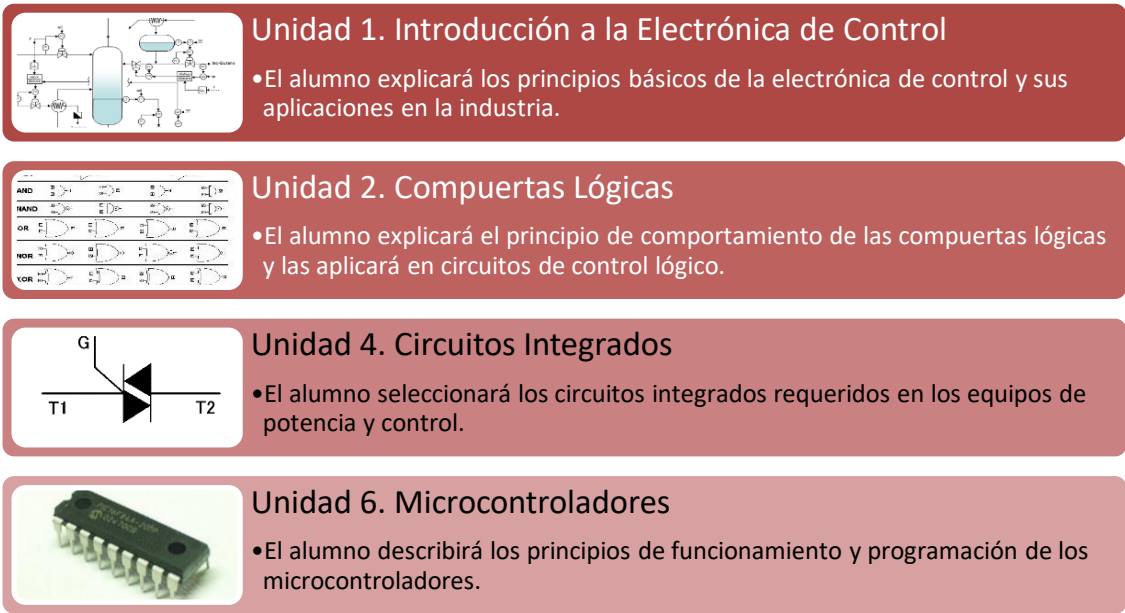 Unidad 1. Introducción a la Electrónica de Control
•El alumno explicará los principios básicos de la electrónica de control y sus
aplicaciones en la industria.
AND
NAND
OR
NOR
XOR
Unidad 2. Compuertas Lógicas
•El alumno explicará el principio de comportamiento de las compuertas lógicas
y las aplicará en circuitos de control lógico.
G
T1
T2
Unidad 4. Circuitos Integrados
•El alumno seleccionará los circuitos integrados requeridos en los equipos de
potencia y control.
Unidad 6. Microcontroladores
•El alumno describirá los principios de funcionamiento y programación de los
microcontroladores.